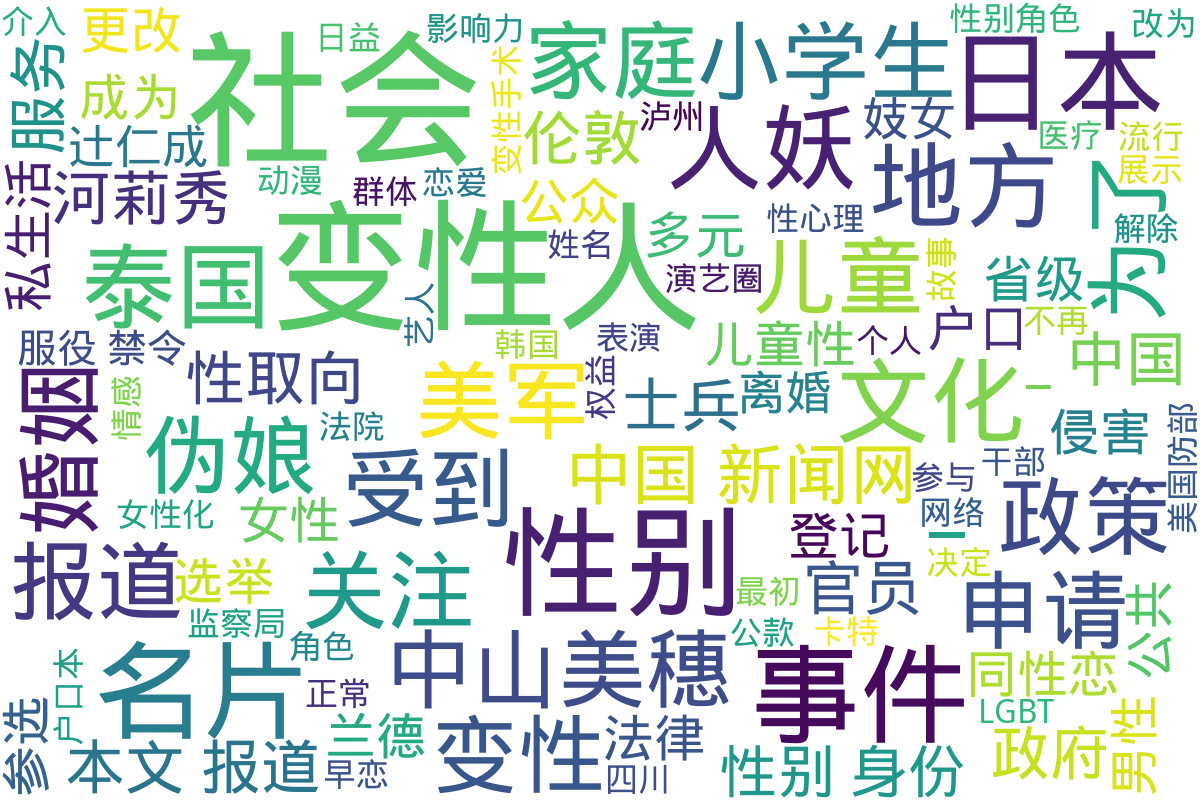 介入
更改
社会
日益
影响力
家庭
小学生
日本
性别角色
改为
服务
成为
变性手术
伦敦
泸州
人妖
妓女
医疗
流行
辻仁成
动漫
群体
恋爱
地方
为了
展示
私生活
河莉秀
公众
性心理
解除
泰国
变性人
姓名
多元
儿童
故事
省级
艺人
演艺圈
服役
禁令
性取向
韩国
表演
儿童性
个人
户口
不再
中国
婚姻
情感
美军
权益
士兵
离婚
文化
一
伪娘
法院
受到
中国
新闻网
参与
干部
侵害
美国防部
女性化
女性
性别
登记
网络
一
政策
报道
选举
关注
最初
官员
决定
申请
公共
监察局
角色
公款
卡特
户口本
名片
正常
中山美穗
事件
同性恋
LGBT
参选
本文
报道
早恋
兰德
变性
法律
四川
性别
身份
政府
男性